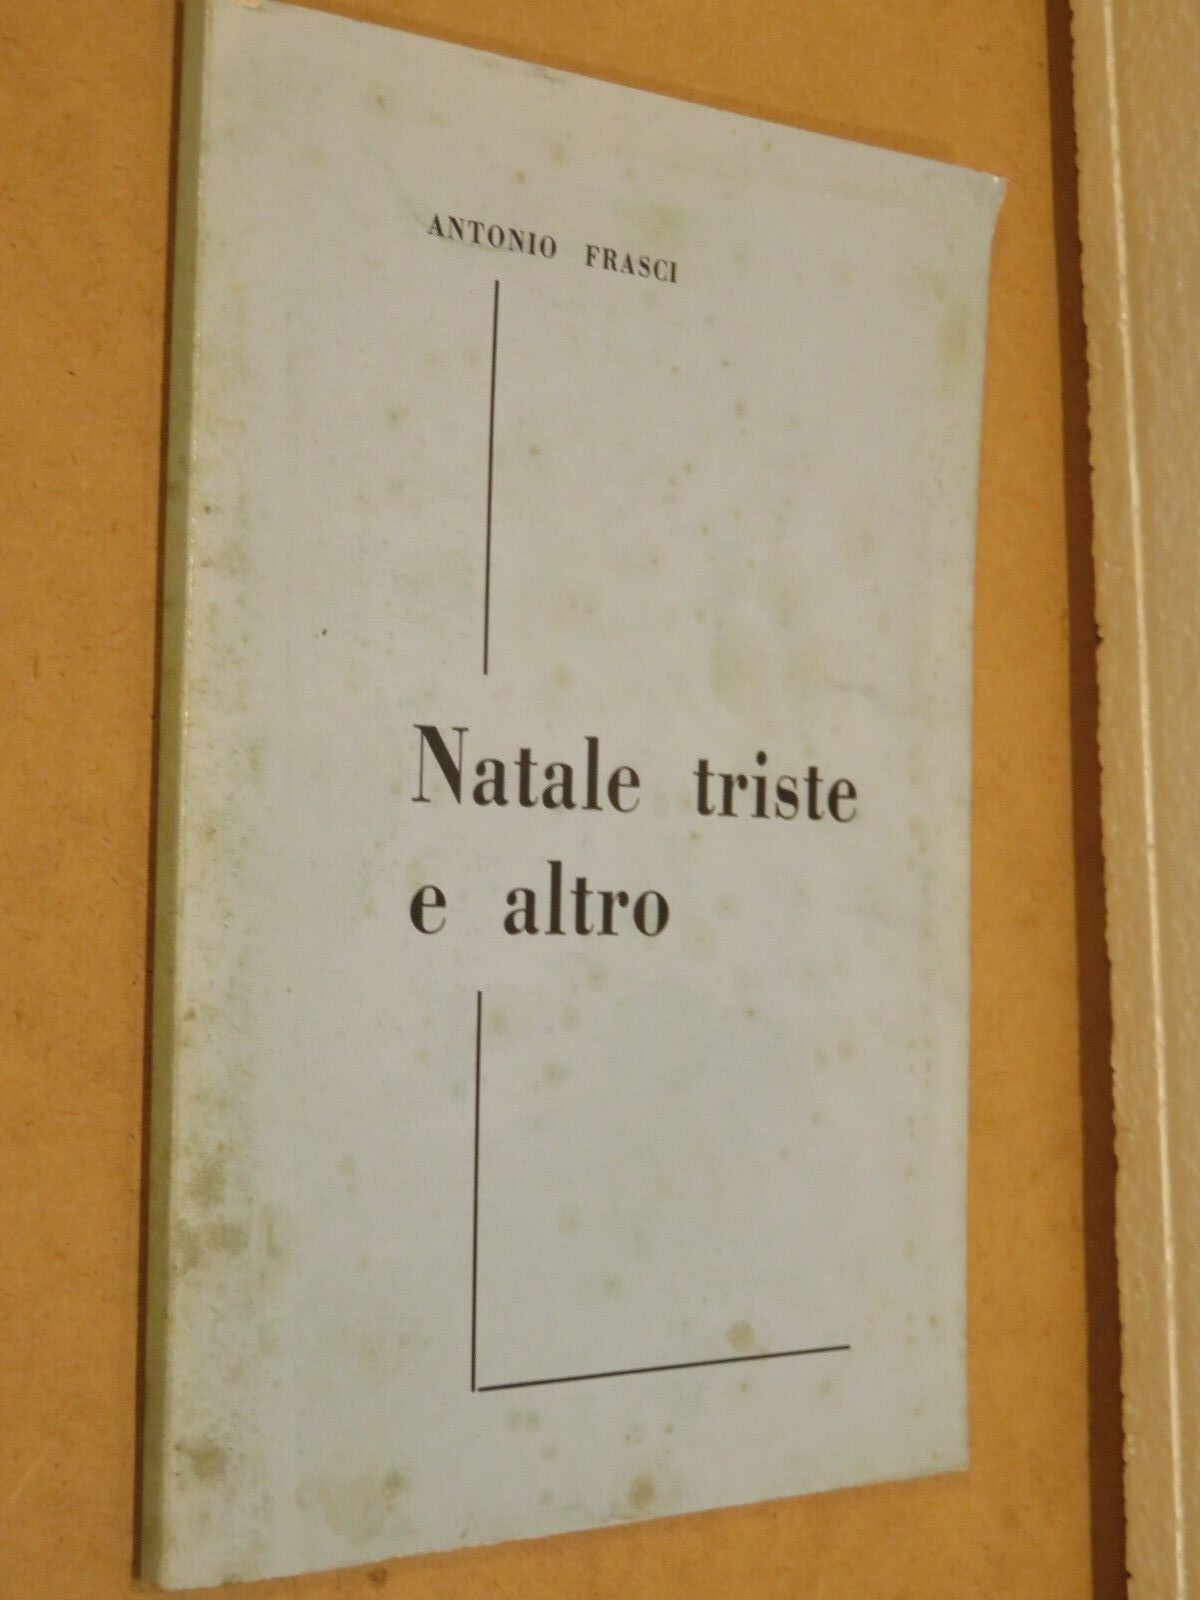 ANTONIO FRASCI
Natale triste
e altro